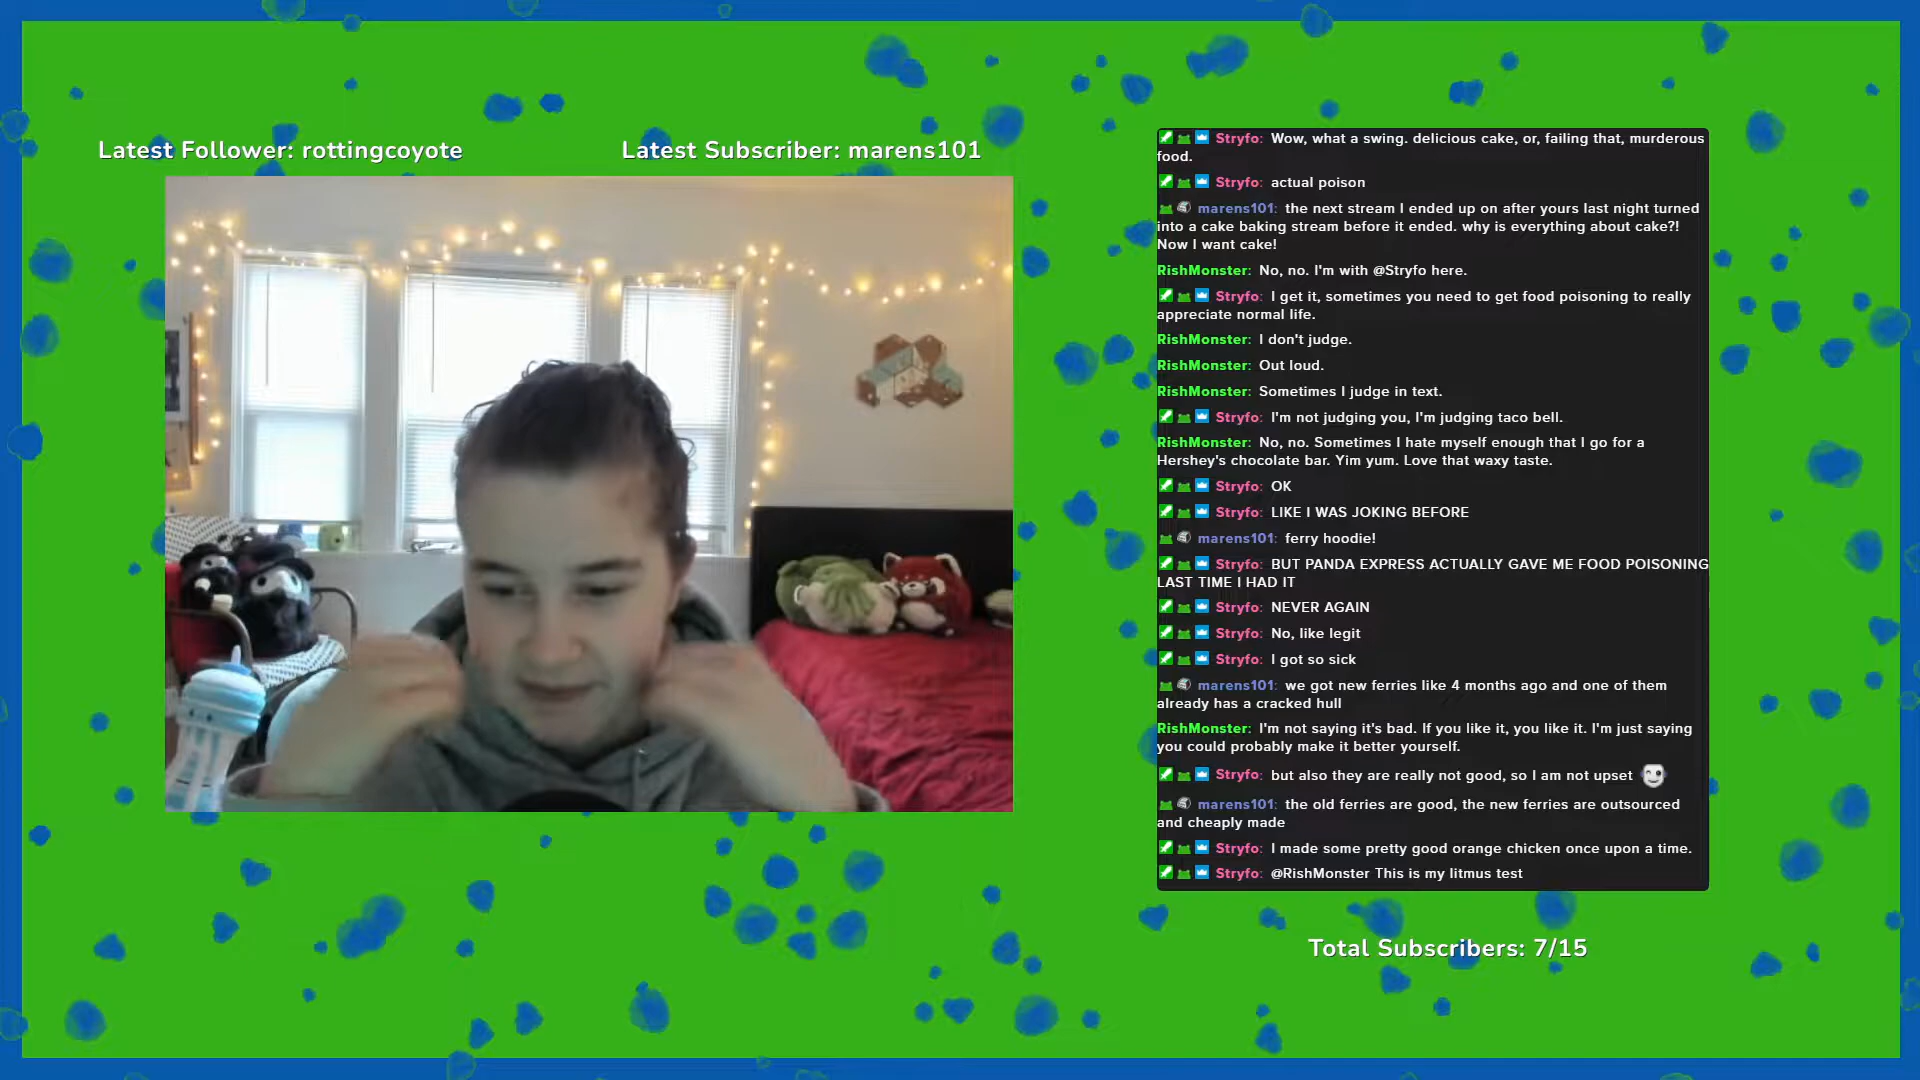 Latest Follower: rottingcoyote
Latest Subscriber: marens101
Stryfo: Wow, what a swing. delicious cake, or, failing that, murderous
food.
Stryfo: actual poison
marens101: the next stream I ended up on after yours last night turned
into a cake baking stream before it ended. why is everything about cake?!
Now I want cake!
RishMonster: No, no. I'm with @Stryfo here.
Stryfo: I get it, sometimes you need to get food poisoning to really
appreciate normal life.
RishMonster: I don't judge.
RishMonster: Out loud.
RishMonster: Sometimes I judge in text.
Stryfo: I'm not judging you, I'm judging taco bell.
RishMonster: No, no. Sometimes I hate myself enough that I go for a
Hershey's chocolate bar. Yim yum. Love that waxy taste.
Stryfo: OK
Stryfo: LIKE I WAS JOKING BEFORE
marens101: ferry hoodie!
Stryfo: BUT PANDA EXPRESS ACTUALLY GAVE ME FOOD POISONING
LAST TIME I HAD IT
Stryfo: NEVER AGAIN
Stryfo: No, like legit
Stryfo: I got so sick
marens101: we got new ferries like 4 months ago and one of them
already has a cracked hull
RishMonster: I'm not saying it's bad. If you like it, you like it. I'm just saying
you could probably make it better yourself.
Stryfo: but also they are really not good, so I am not upset
marens101: the old ferries are good, the new ferries are outsourced
and cheaply made
Stryfo: I made some pretty good orange chicken once upon a time.
Stryfo: @RishMonster This is my litmus test
Total Subscribers: 7/15